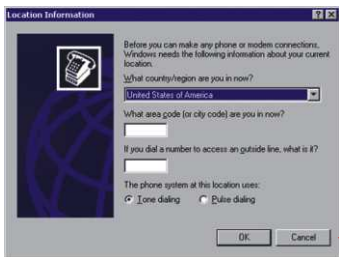 Location Information
Before you can make any phone or modem connections,
Windows needs the following information about your current
location.
What country/region are you in now?
United States of America
What area code (or city code) are you in now?
If you dial a number to access an outside line, what is it?
The phone system at this location uses:
Tone dialing Pulse dialing
OK Cancel